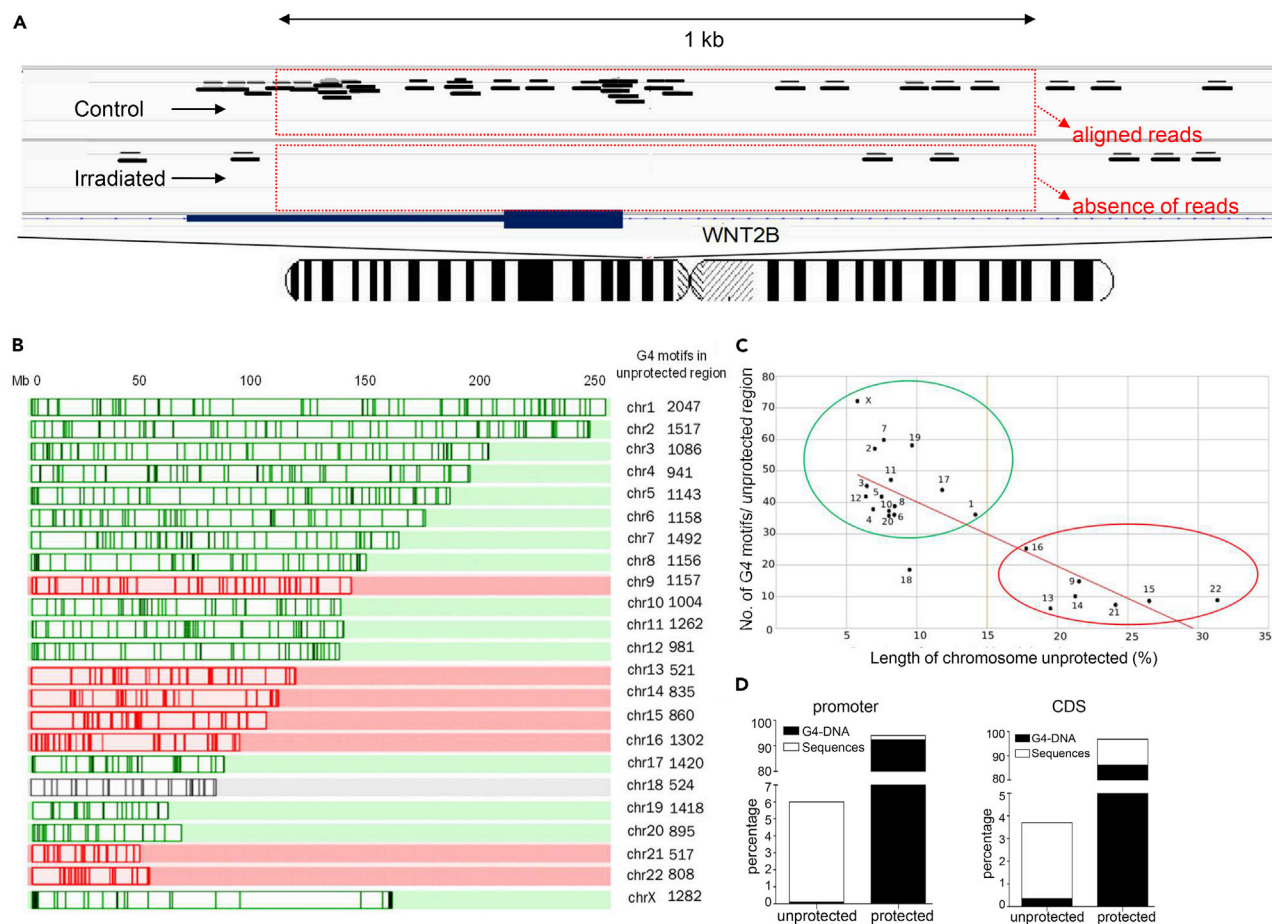 A
1 kb
Control
aligned reads
Irradiated
absence of reads
WNT2B
B
G4 motifs in
unprotected region
Mb 0 50 100 150 200 250
chr1 2047
chr2 1517
chr3 1086
chr4 941
chr5 1143
chr6 1158
chr7 1492
chr8 1156
chr9 1157
chr10 1004
chr11 1262
chr12 981
chr13 521
chr14 835
chr15 860
chr16 1302
chr17 1420
chr18 524
chr19 1418
chr20 895
chr21 517
chr22 808
chrX 1282
C
No. of G4 motifs/ unprotected region
80
70
60
50
40
30
20
10
0
X
7
2
19
11
3
5
17
12
10
8
1
4
20
6
16
18
9
15
22
13
14
21
5 10 15 20 25 30 35
Length of chromosome unprotected (%)
D
promoter
G4-DNA
Sequences
percentage
100
90
80
7
6
5
4
3
2
1
0
unprotected protected
CDS
G4-DNA
Sequences
percentage
100
90
80
5
4
3
2
1
0
unprotected protected